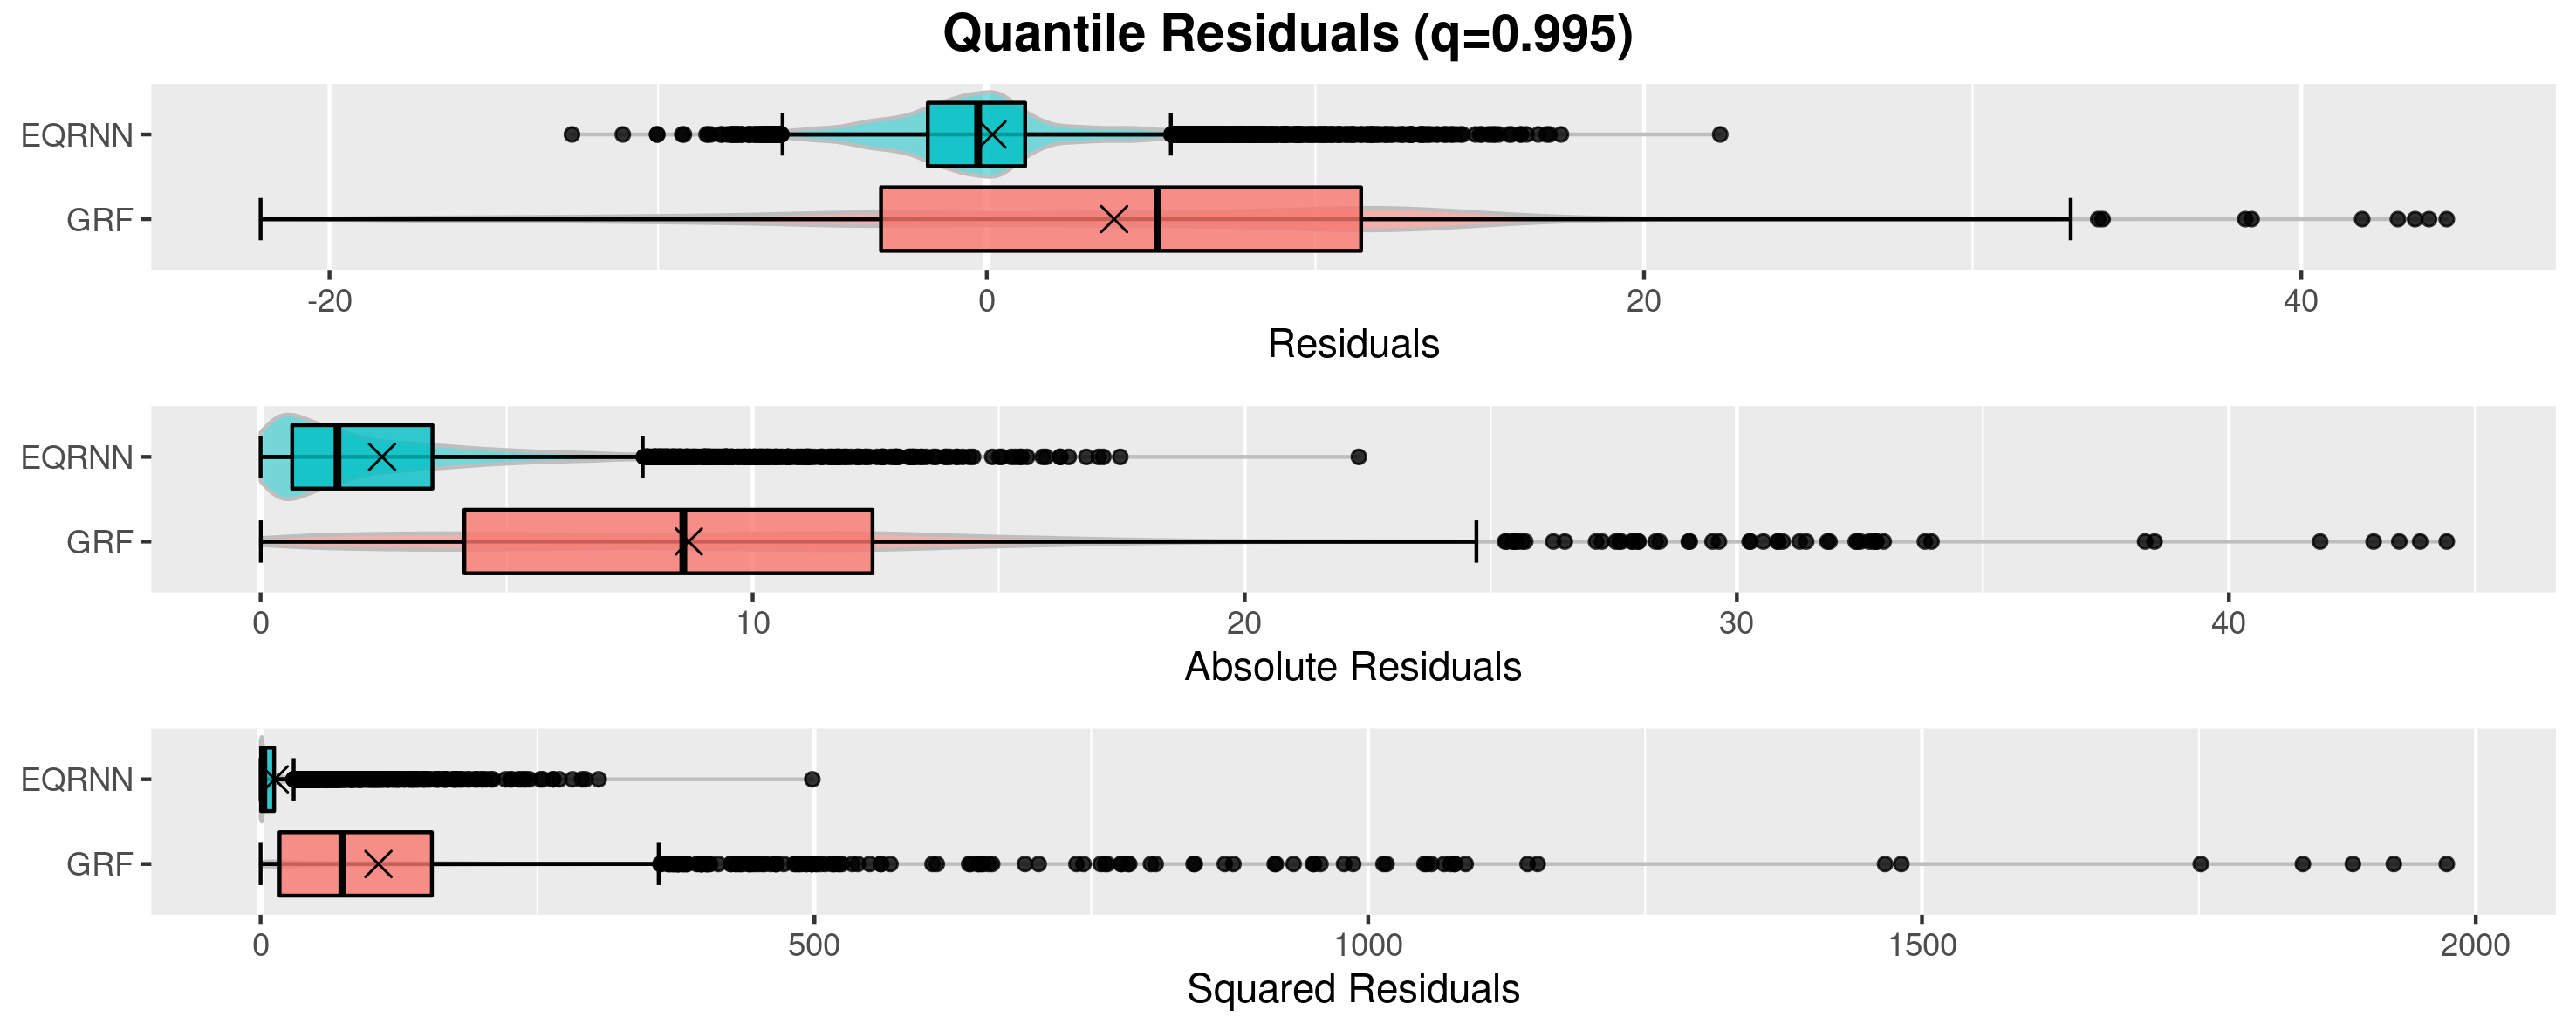 Quantile Residuals (q=0.995)
EQRNN
GRF
-20 0 20 40
Residuals
EQRNN
GRF
0 10 20 30 40
Absolute Residuals
EQRNN
GRF
0 500 1000 1500 2000
Squared Residuals